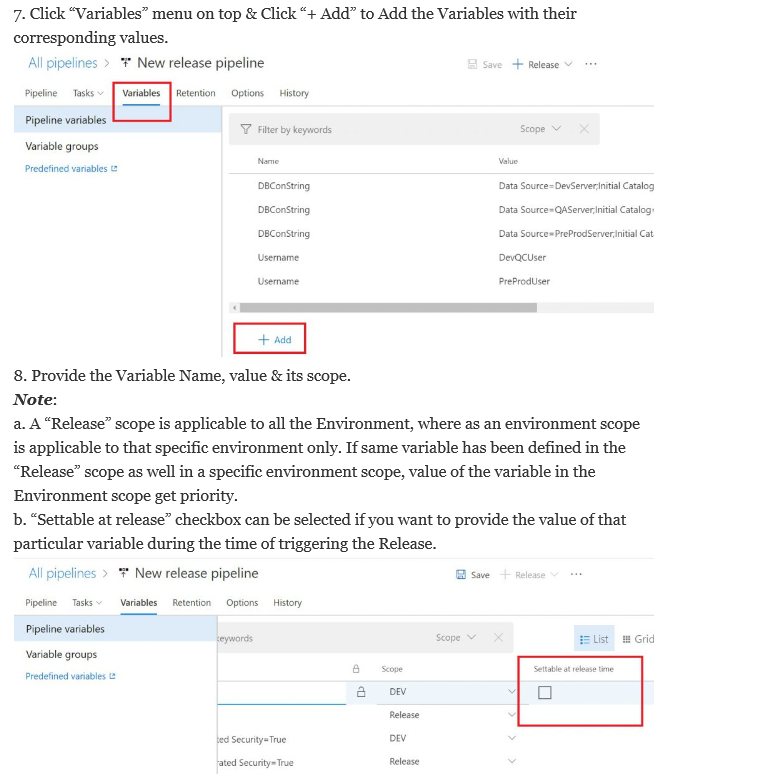 7. Click “Variables” menu on top & Click “+ Add” to Add the Variables with their
corresponding values.
All pipelines > New release pipeline
Save + Release ...
Pipeline Tasks Variables Retention Options History
Pipeline variables
Variable groups
Predefined variables
Filter by keywords Scope
Name Value
DBConString Data Source=DevServer;Initial Catalog
DBConString Data Source=QAServer;Initial Catalog=
DBConString Data Source=PreProdServer;Initial Cat
Username DevQCUser
Username PreProdUser
+ Add
8. Provide the Variable Name, value & its scope.
Note:
a. A “Release” scope is applicable to all the Environment, where as an environment scope
is applicable to that specific environment only. If same variable has been defined in the
“Release” scope as well in a specific environment scope, value of the variable in the
Environment scope get priority.
b. “Settable at release” checkbox can be selected if you want to provide the value of that
particular variable during the time of triggering the Release.
All pipelines > New release pipeline
Save + Release ...
Pipeline Tasks Variables Retention Options History
Pipeline variables
Variable groups
Predefined variables
eywords Scope
List Grid
Scope Settable at release time
DEV
Release
ted Security=True DEV
rated Security=True Release